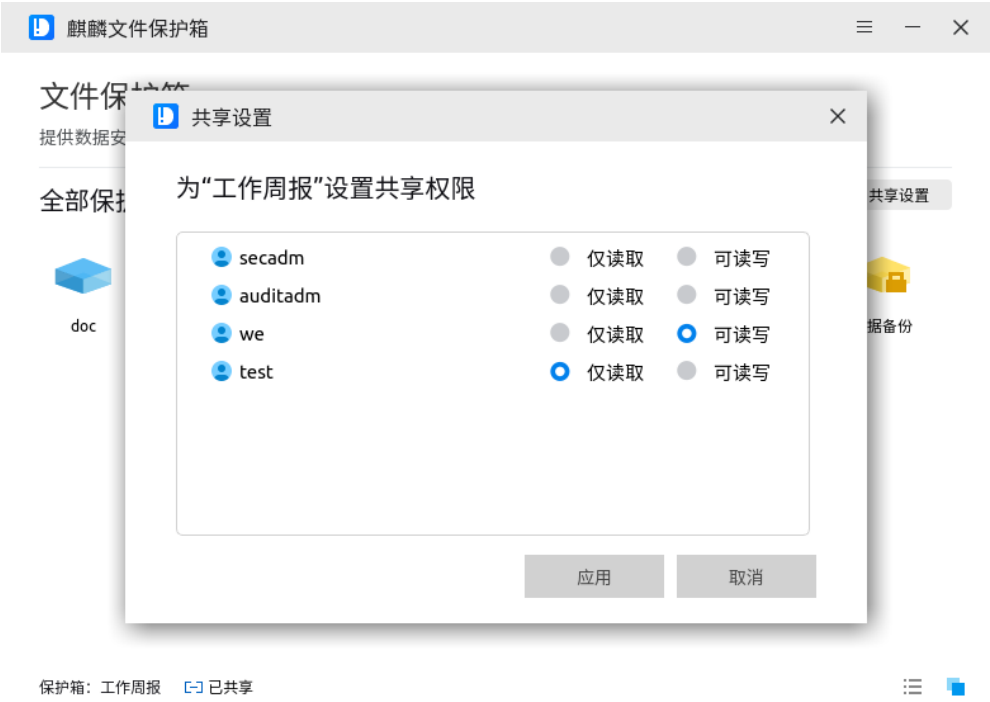 麒麟文件保护箱
文件保
提供数据安
全部保
共享设置
共享设置
为“工作周报”设置共享权限
secadm 仅读取 可读写
auditadm 仅读取 可读写
we 仅读取 可读写
test 仅读取 可读写
应用 取消
doc
据备份
保护箱：工作周报 已共享